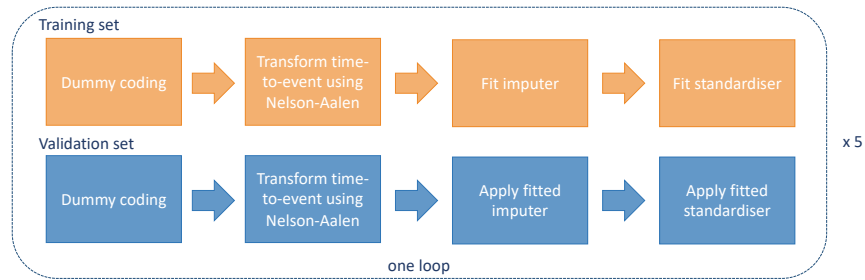 Training set
Dummy coding
Transform time-
to-event using
Nelson-Aalen
Fit imputer
Fit standardiser
Validation set
Dummy coding
Transform time-
to-event using
Nelson-Aalen
Apply fitted
imputer
Apply fitted
standardiser
x 5
one loop